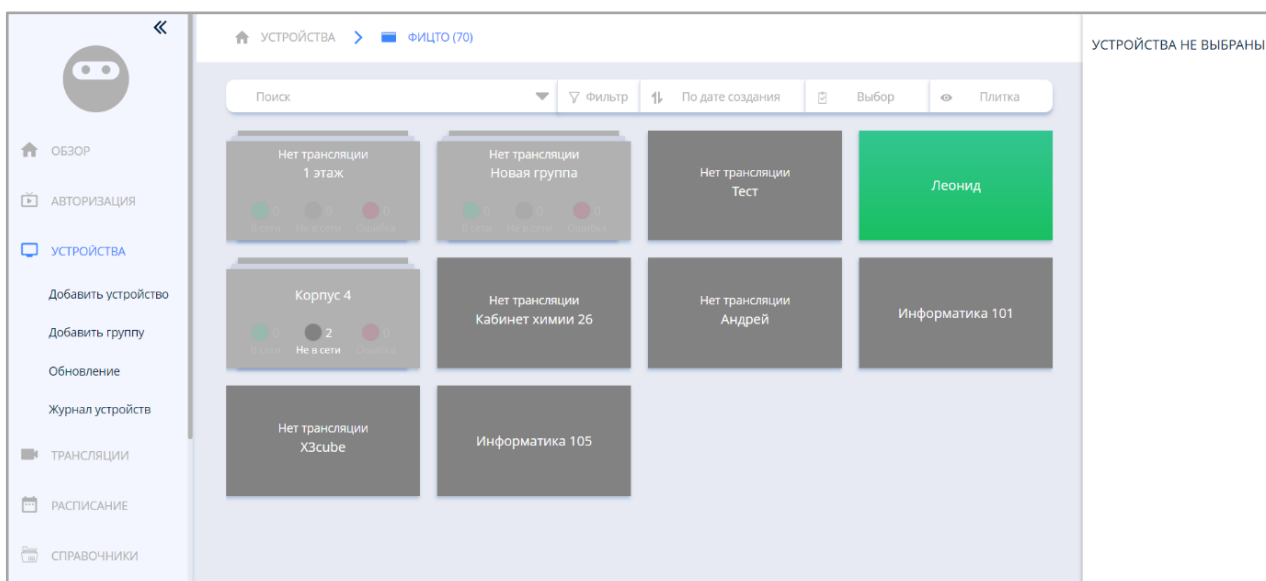 УСТРОЙСТВА ФИЦТО (70)
УСТРОЙСТВА НЕ ВЫБРАНЫ
ОБЗОР
АВТОРИЗАЦИЯ
УСТРОЙСТВА
Добавить устройство
Добавить группу
Обновление
Журнал устройств
ТРАНСЛЯЦИИ
РАСПИСАНИЕ
СПРАВОЧНИКИ
Поиск Фильтр По дате создания Выбор Плитка
Нет трансляции
1 этаж
0 0 0
В сети Не в сети Ошибка
Нет трансляции
Новая группа
0 0 0
В сети Не в сети Ошибка
Нет трансляции
Тест
Леонид
Корпус 4
0 2 0
В сети Не в сети Ошибка
Нет трансляции
Кабинет химии 26
Нет трансляции
Андрей
Информатика 101
Нет трансляции
X3cube
Информатика 105